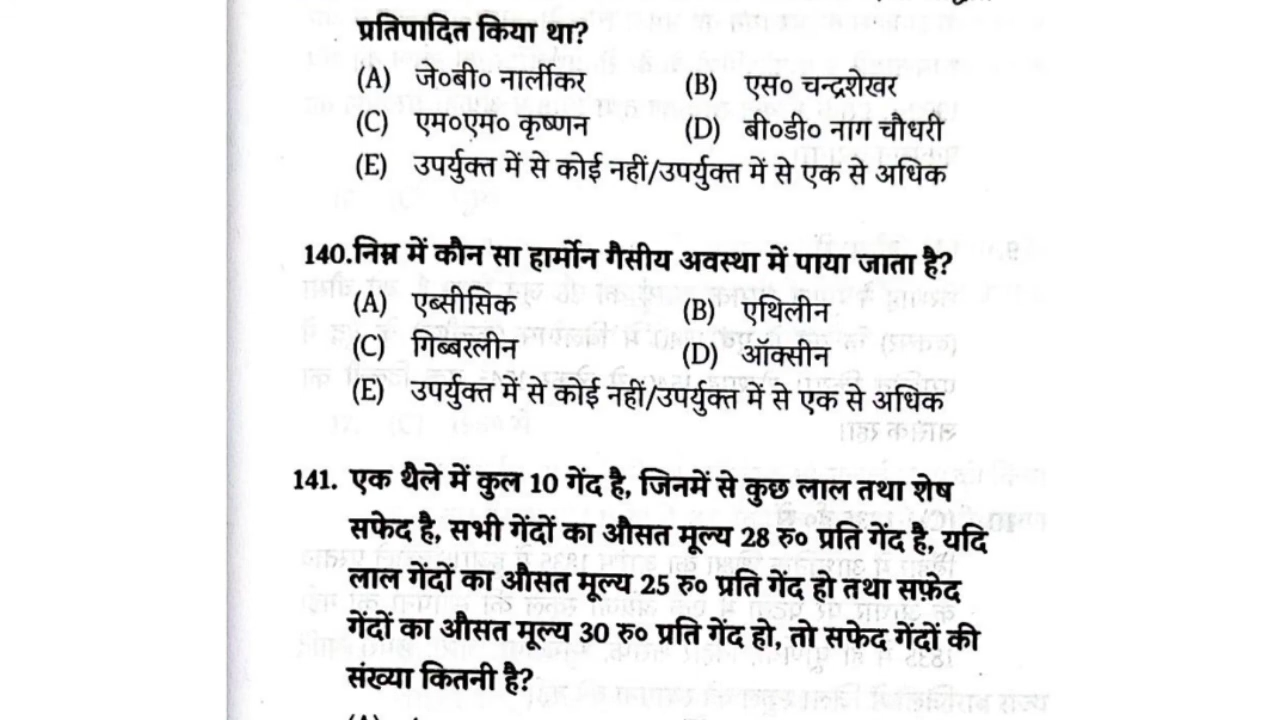 प्रतिपादित किया था?
(A) जे०बी० नार्लीकर (B) एस० चन्द्रशेखर
(C) एम०एम० कृष्णन (D) बी०डी० नाग चौधरी
(E) उपर्युक्त में से कोई नहीं/उपर्युक्त में से एक से अधिक
140.निम्न में कौन सा हार्मोन गैसीय अवस्था में पाया जाता है?
(A) एब्सीसिक (B) एथिलीन
(C) गिब्बरलीन (D) ऑक्सीन
(E) उपर्युक्त में से कोई नहीं/उपर्युक्त में से एक से अधिक
141. एक थैले में कुल 10 गेंद है, जिनमें से कुछ लाल तथा शेष
सफेद है, सभी गेंदों का औसत मूल्य 28 रु० प्रति गेंद है, यदि
लाल गेंदों का औसत मूल्य 25 रु० प्रति गेंद हो तथा सफ़ेद
गेंदों का औसत मूल्य 30 रु० प्रति गेंद हो, तो सफेद गेंदों की
संख्या कितनी है?